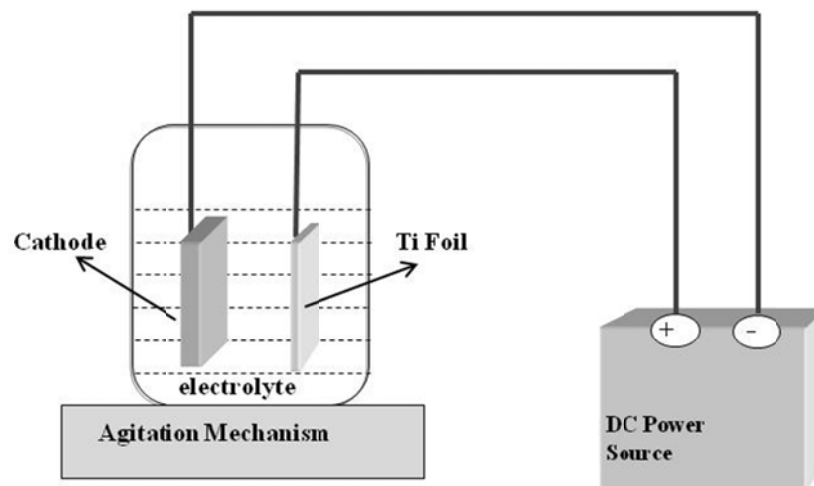 Cathode
Ti Foil
+
-
electrolyte
Agitation Mechanism
DC Power
Source